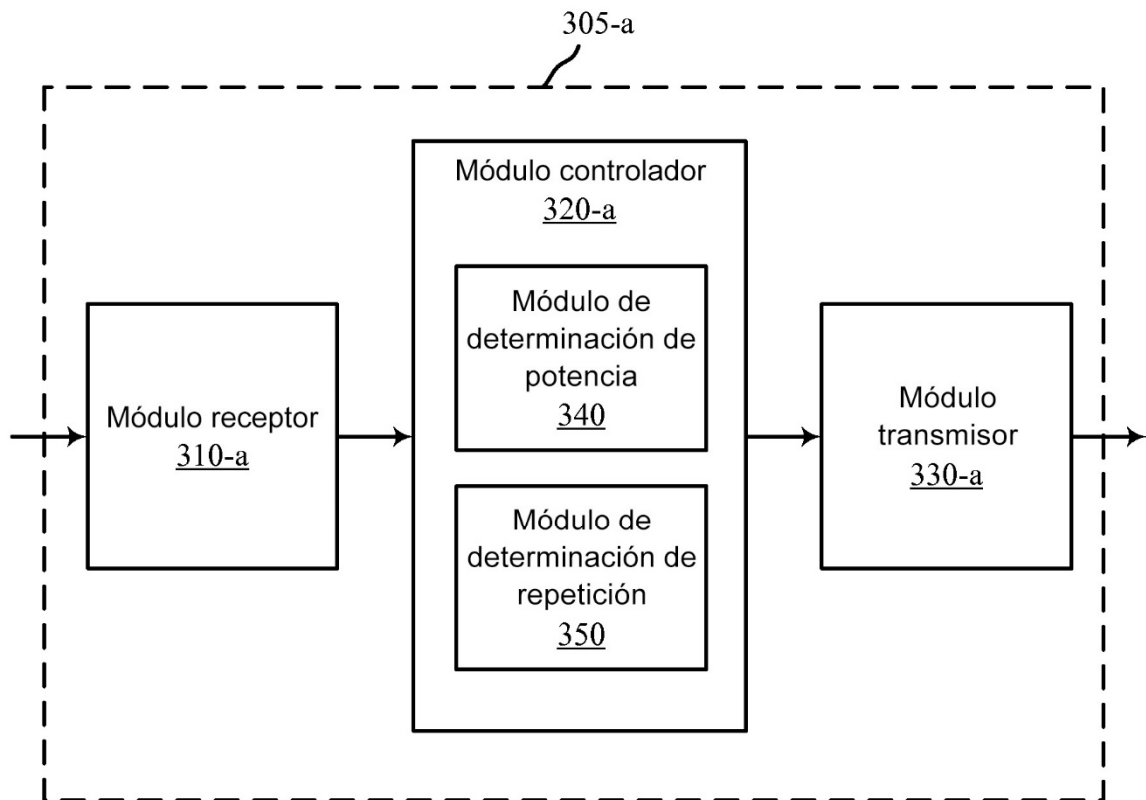 305-a
Módulo controlador
320-a
Módulo de
determinación de
potencia
340
Módulo receptor
310-a
Módulo
transmisor
330-a
Módulo de
determinación de
repetición
350